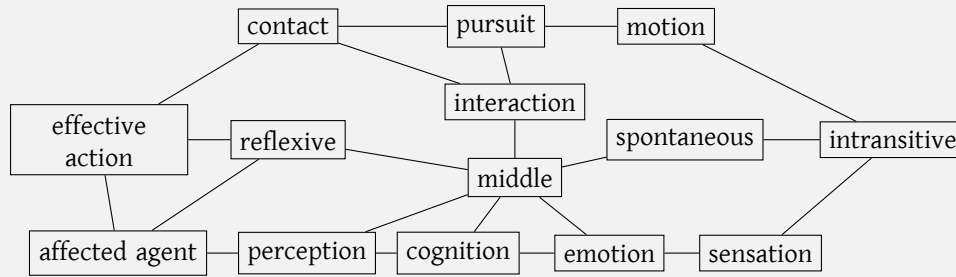 contact
pursuit
motion
interaction
effective
action
reflexive
spontaneous
intransitive
middle
affected agent
perception
cognition
emotion
sensation